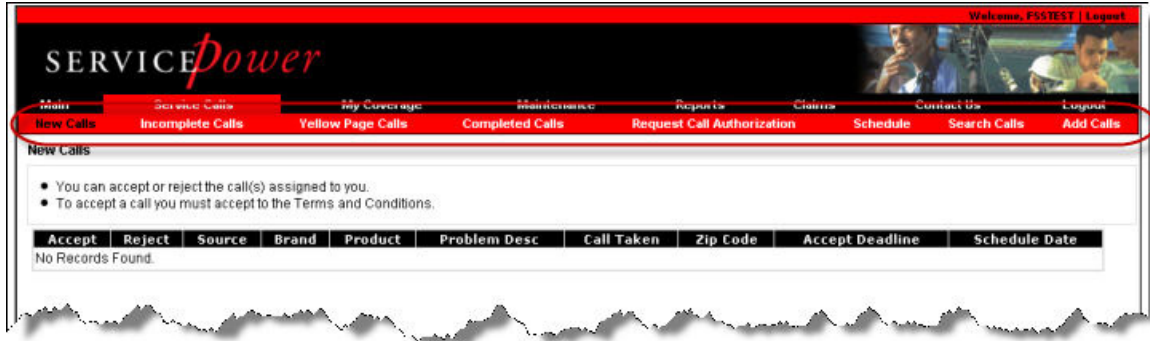 Welcome, FSSTEST | Logout
SERVICEPower
Main Service Calls My Coverage Maintenance Reports Claims Contact Us Logout
New Calls Incomplete Calls Yellow Page Calls Completed Calls Request Call Authorization Schedule Search Calls Add Calls
New Calls
• You can accept or reject the call(s) assigned to you.
• To accept a call you must accept to the Terms and Conditions.
Accept Reject Source Brand Product Problem Desc Call Taken Zip Code Accept Deadline Schedule Date
No Records Found.